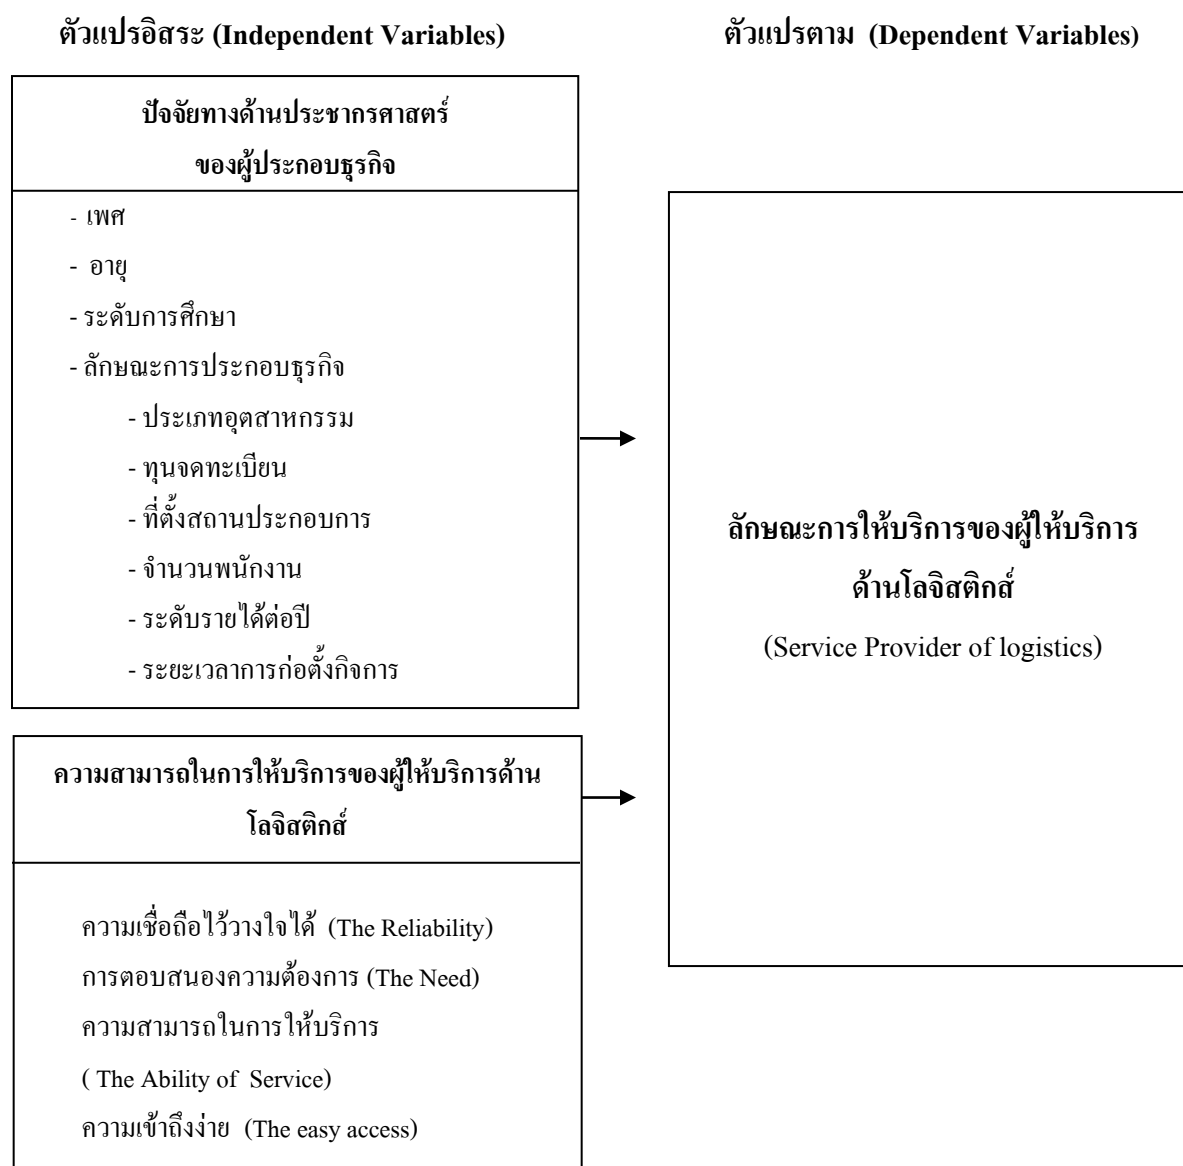 ตัวแปรอิสระ (Independent Variables)
ตัวแปรตาม (Dependent Variables)
ปัจจัยทางด้านประชากรศาสตร์
ของผู้ประกอบธุรกิจ
- เพศ
- อายุ
- ระดับการศึกษา
- ลักษณะการประกอบธุรกิจ
- ประเภทอุตสาหกรรม
- ทุนจดทะเบียน
- ที่ตั้งสถานประกอบการ
- จำนวนพนักงาน
- ระดับรายได้ต่อปี
- ระยะเวลาการก่อตั้งกิจการ
ความสามารถในการให้บริการของผู้ให้บริการด้าน
โลจิสติกส์
ความเชื่อถือไว้วางใจได้ (The Reliability)
การตอบสนองความต้องการ (The Need)
ความสามารถในการให้บริการ
( The Ability of Service)
ความเข้าถึงง่าย (The easy access)
ลักษณะการให้บริการของผู้ให้บริการ
ด้านโลจิสติกส์
(Service Provider of logistics)